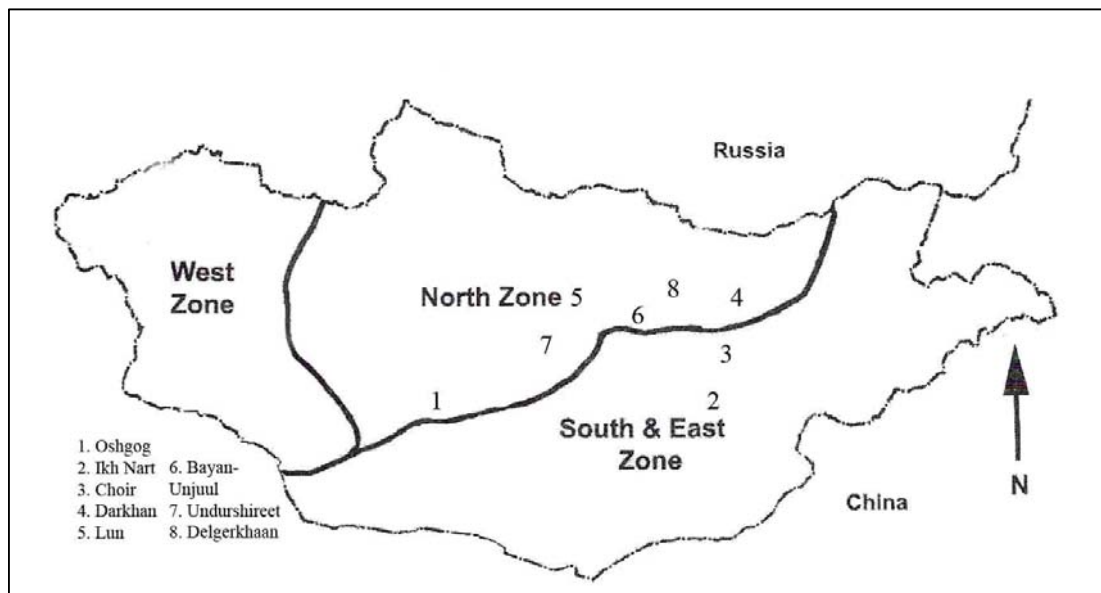 Russia
West
Zone
North Zone 5
8
4
6
7
3
1
2
South & East
Zone
China
N
1. Oshgog
2. Ikh Nart 6. Bayan-
3. Choir Unjuul
4. Darkhan 7. Undurshireet
5. Lun 8. Delgerkhaan